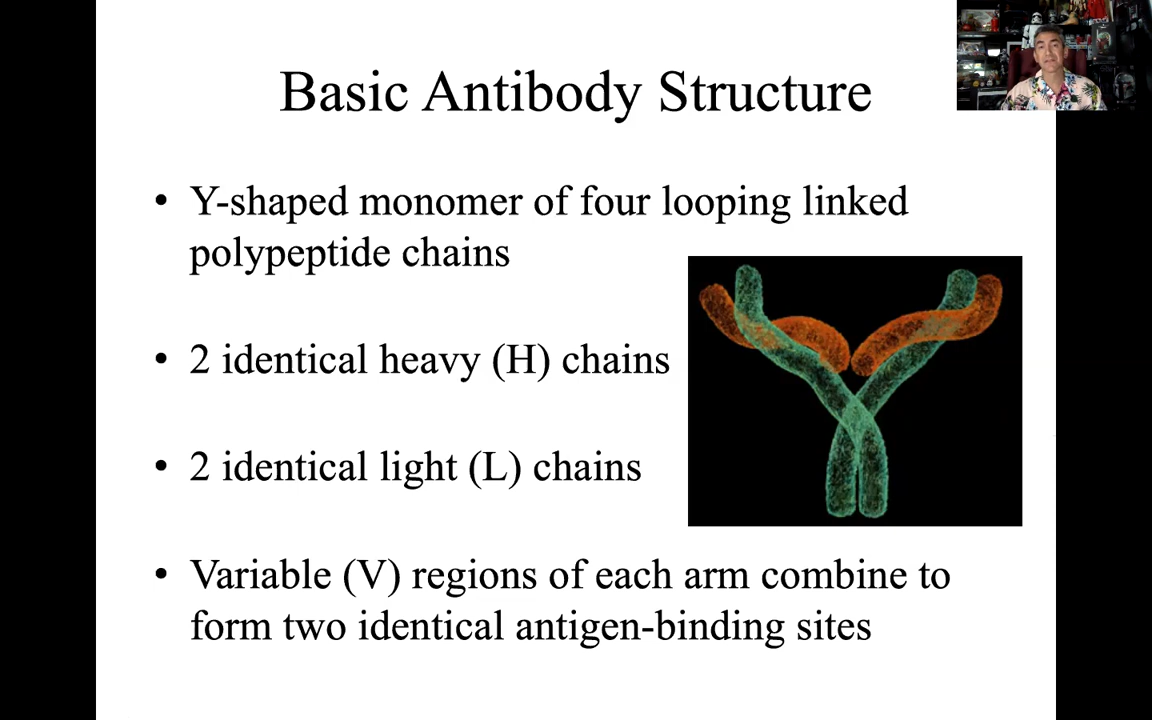 Basic Antibody Structure
• Y-shaped monomer of four looping linked
polypeptide chains
• 2 identical heavy (H) chains
• 2 identical light (L) chains
• Variable (V) regions of each arm combine to
form two identical antigen-binding sites